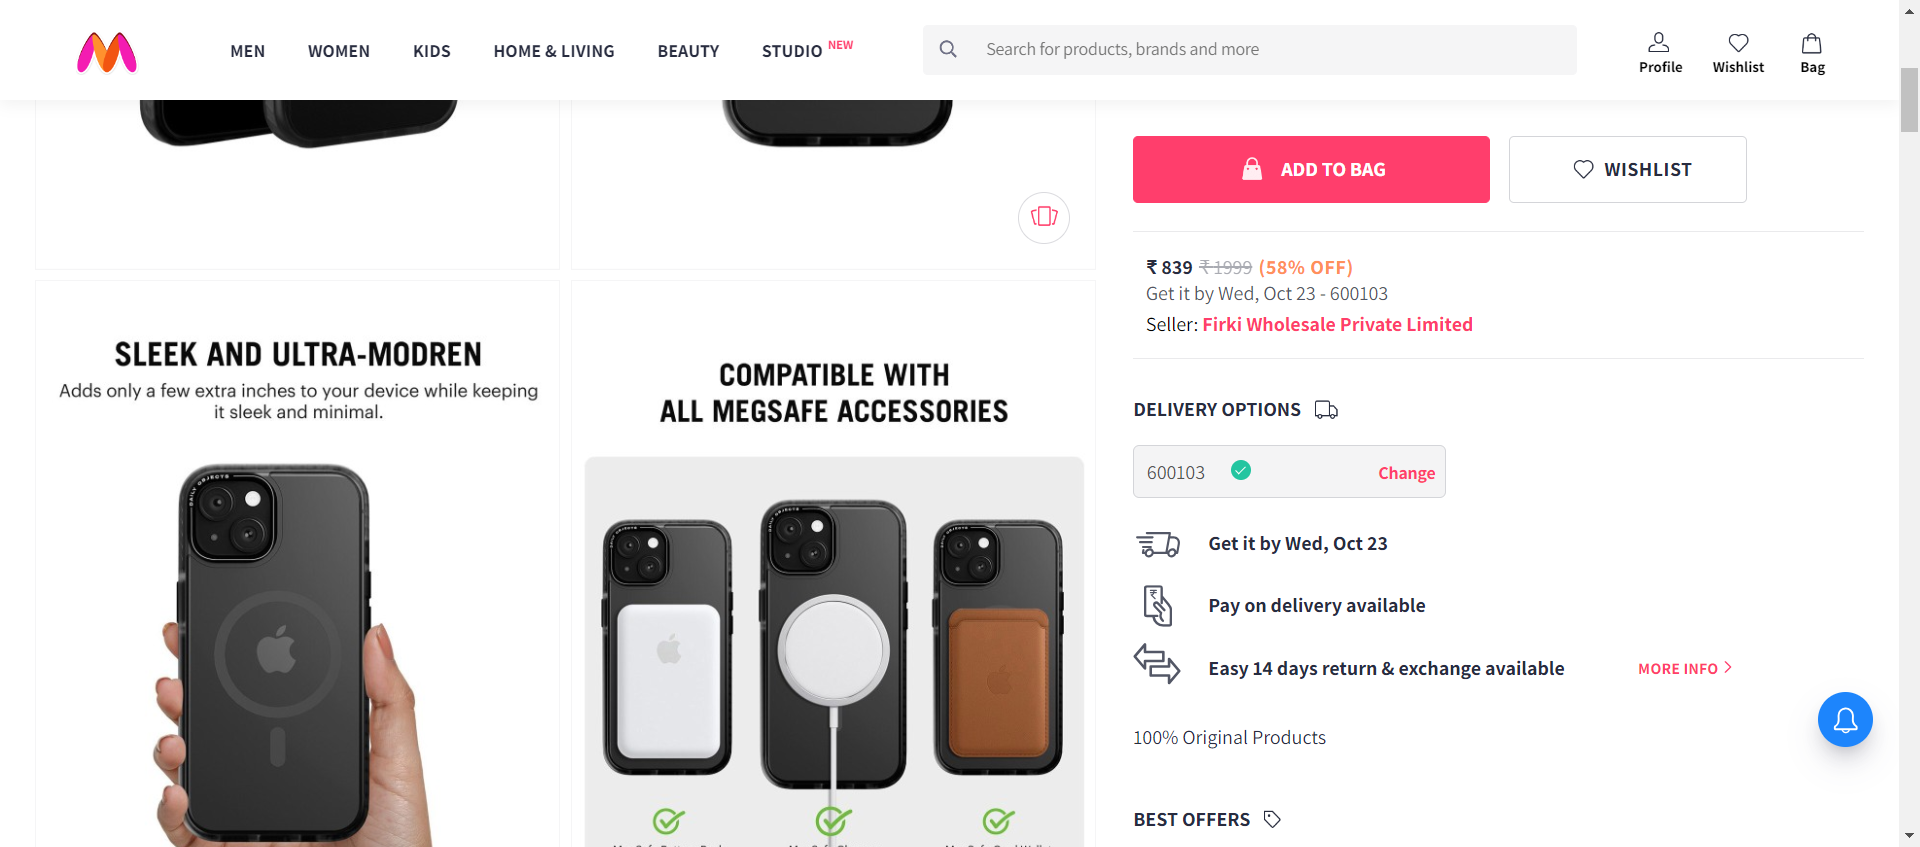 MEN
WOMEN
KIDS
HOME & LIVING
BEAUTY
STUDIO NEW
Search for products, brands and more
Profile
Wishlist
Bag
ADD TO BAG
WISHLIST
₹ 839 ₹ 1999 (58% OFF)
Get it by Wed, Oct 23 - 600103
Seller: Firki Wholesale Private Limited
SLEEK AND ULTRA-MODREN
Adds only a few extra inches to your device while keeping
it sleek and minimal.
DAILY OBJECTS
COMPATIBLE WITH
ALL MEGSAFE ACCESSORIES
DELIVERY OPTIONS
600103
Change
Get it by Wed, Oct 23
Pay on delivery available
Easy 14 days return & exchange available
MORE INFO
100% Original Products
BEST OFFERS